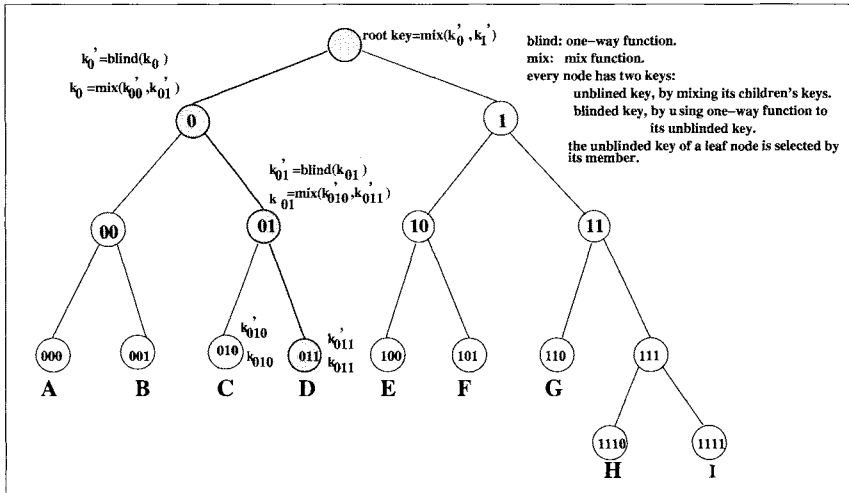 root key=mix(k'0 , k'1 )
k0'=blind(k0)
k0=mix(k'00 ,k'01 )
blind: one-way function.
mix: mix function.
every node has two keys:
unblined key, by mixing its children's keys.
blinded key, by using one-way function to
its unblinded key.
the unblinded key of a leaf node is selected by
its member.
0
1
k'01=blind(k01)
k01=mix(k'010,k'011)
00
01
10
11
k'010
k010
k'011
k011
000
001
010
011
100
101
110
111
A
B
C
D
E
F
G
1110
1111
H
I